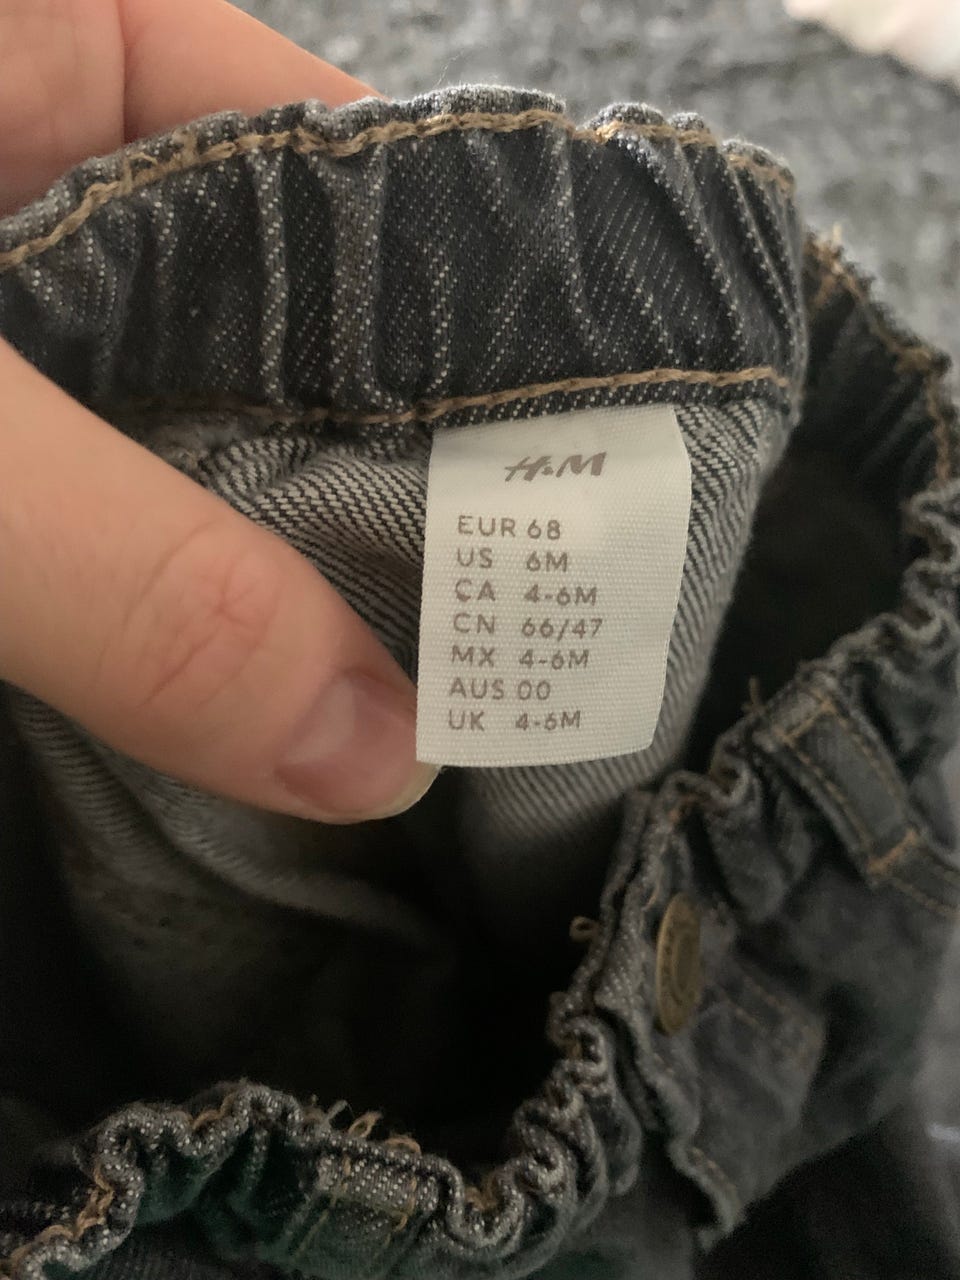 H&M
EUR 68
US 6M
CA 4-6M
CN 66/47
MX 4-6M
AUS 00
UK 4-6M